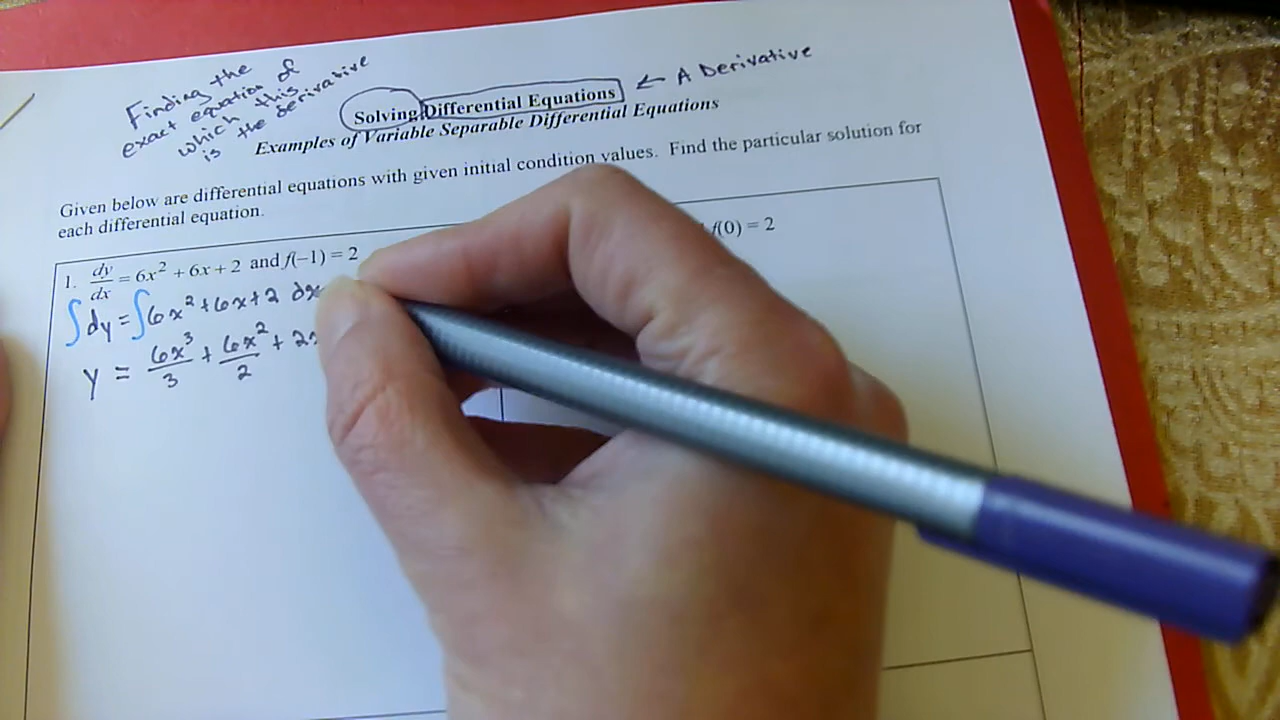 Finding the
exact equation of
which this
is the derivative
Solving Differential Equations ← A Derivative
Examples of Variable Separable Differential Equations
Given below are differential equations with given initial condition values. Find the particular solution for
each differential equation.
1. dy/dx = 6x² + 6x + 2 and f(−1) = 2
f(0) = 2
∫dy = ∫6x² + 6x + 2 dx
y = 6x³/3 + 6x²/2 + 2x